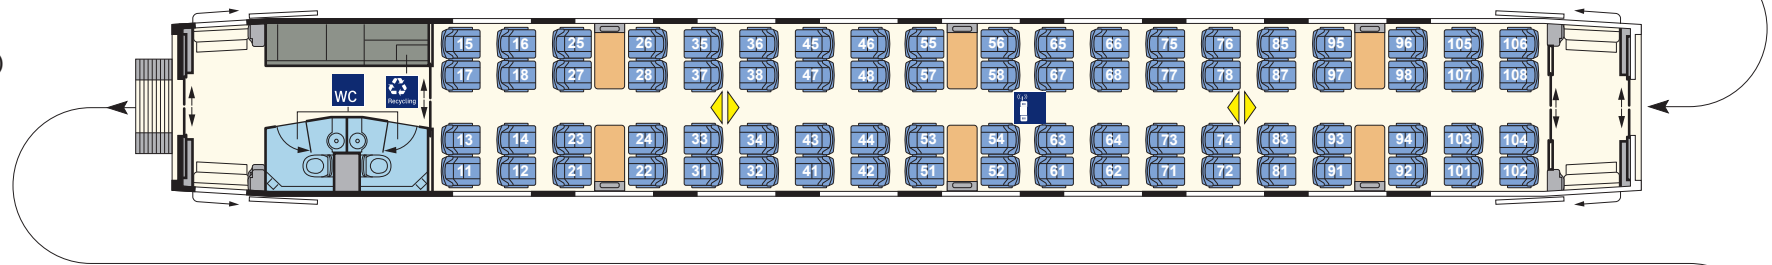 15 16 25 26 35 36 45 46 55 56 65 66 75 76 85 95 96 105 106
17 18 27 28 37 38 47 48 57 58 67 68 77 78 87 97 98 107 108
WC
Recycling
13 14 23 24 33 34 43 44 53 54 63 64 73 74 83 93 94 103 104
11 12 21 22 31 32 41 42 51 52 61 62 71 72 81 91 92 101 102